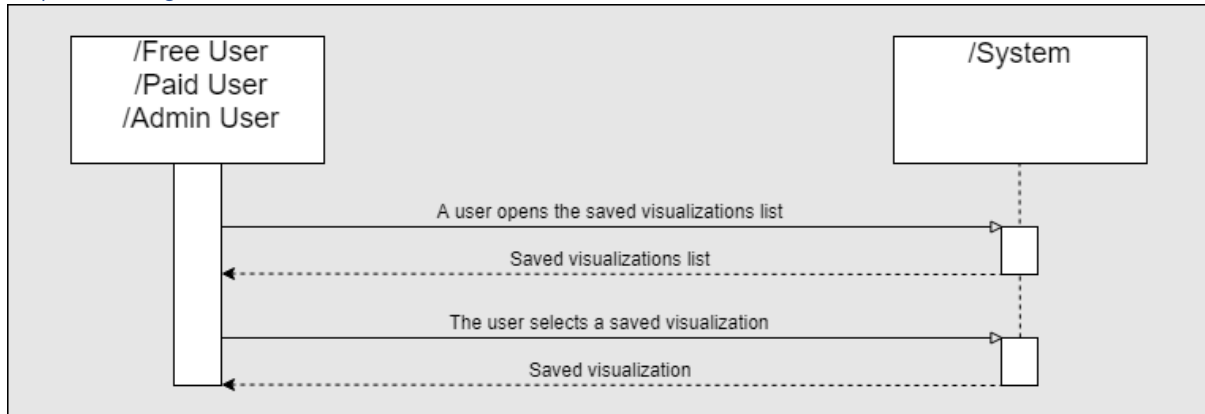 /Free User
/Paid User
/Admin User
/System
A user opens the saved visualizations list
Saved visualizations list
The user selects a saved visualization
Saved visualization